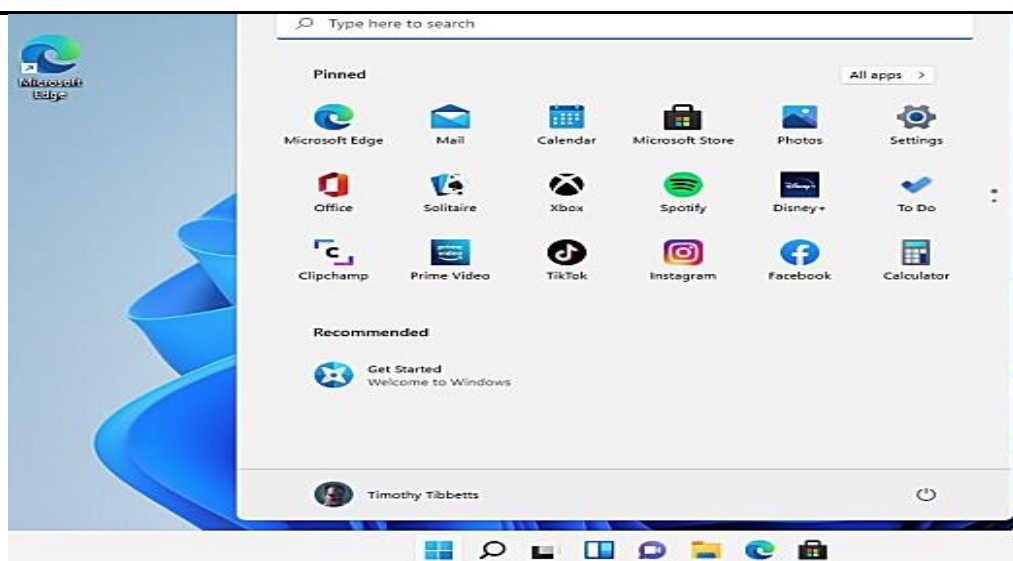 Type here to search
Microsoft
Edge
Pinned
All apps >
Microsoft Edge
Mail
Calendar
Microsoft Store
Photos
Settings
Office
Solitaire
Xbox
Spotify
Disney+
To Do
Clipchamp
prime video
Prime Video
TikTok
Instagram
Facebook
Calculator
Recommended
Get Started
Welcome to Windows
Timothy Tibbetts